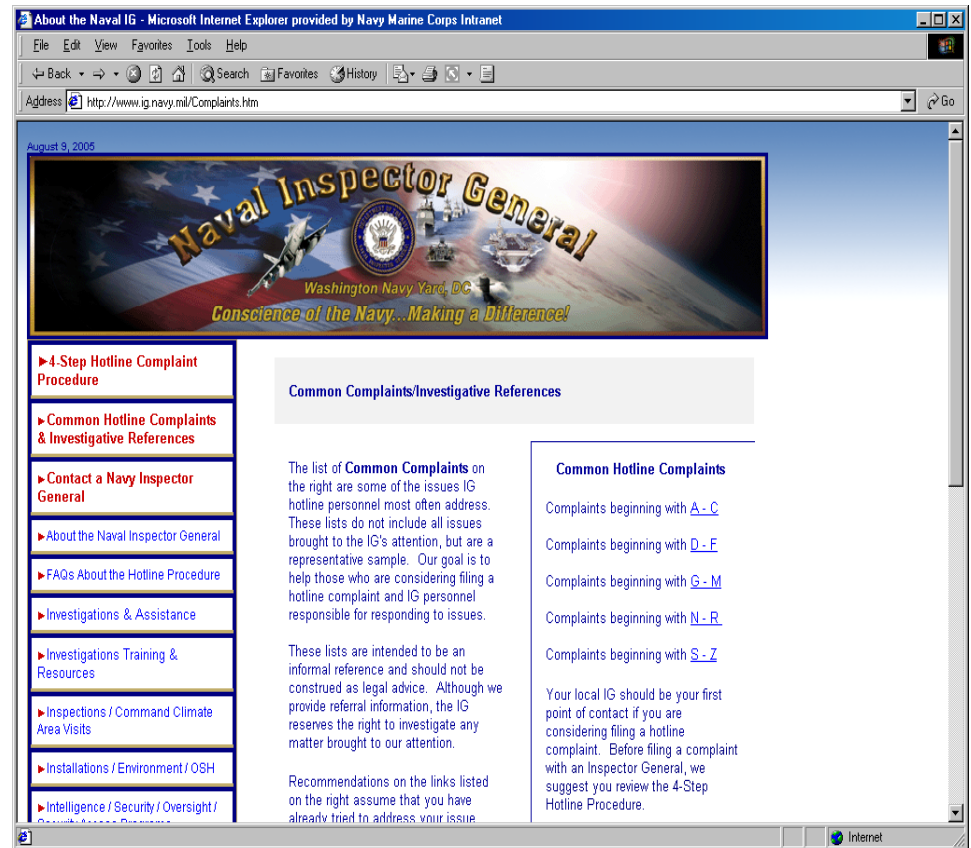 About the Naval IG - Microsoft Internet Explorer provided by Navy Marine Corps Intranet
File Edit View Favorites Tools Help
Back Search Favorites History
Address http://www.ig.navy.mil/Complaints.htm Go
August 9, 2005
Naval Inspector General
Washington Navy Yard, DC
Conscience of the Navy...Making a Difference!
4-Step Hotline Complaint
Procedure
Common Hotline Complaints
& Investigative References
Contact a Navy Inspector
General
About the Naval Inspector General
FAQs About the Hotline Procedure
Investigations & Assistance
Investigations Training &
Resources
Inspections / Command Climate
Area Visits
Installations / Environment / OSH
Intelligence / Security / Oversight /
Common Complaints/Investigative References
The list of Common Complaints on
the right are some of the issues IG
hotline personnel most often address.
These lists do not include all issues
brought to the IG's attention, but are a
representative sample. Our goal is to
help those who are considering filing a
hotline complaint and IG personnel
responsible for responding to issues.
These lists are intended to be an
informal reference and should not be
construed as legal advice. Although we
provide referral information, the IG
reserves the right to investigate any
matter brought to our attention.
Recommendations on the links listed
on the right assume that you have
already tried to address your issue
Common Hotline Complaints
Complaints beginning with A - C
Complaints beginning with D - F
Complaints beginning with G - M
Complaints beginning with N - R
Complaints beginning with S - Z
Your local IG should be your first
point of contact if you are
considering filing a hotline
complaint. Before filing a complaint
with an Inspector General, we
suggest you review the 4-Step
Hotline Procedure.
Internet